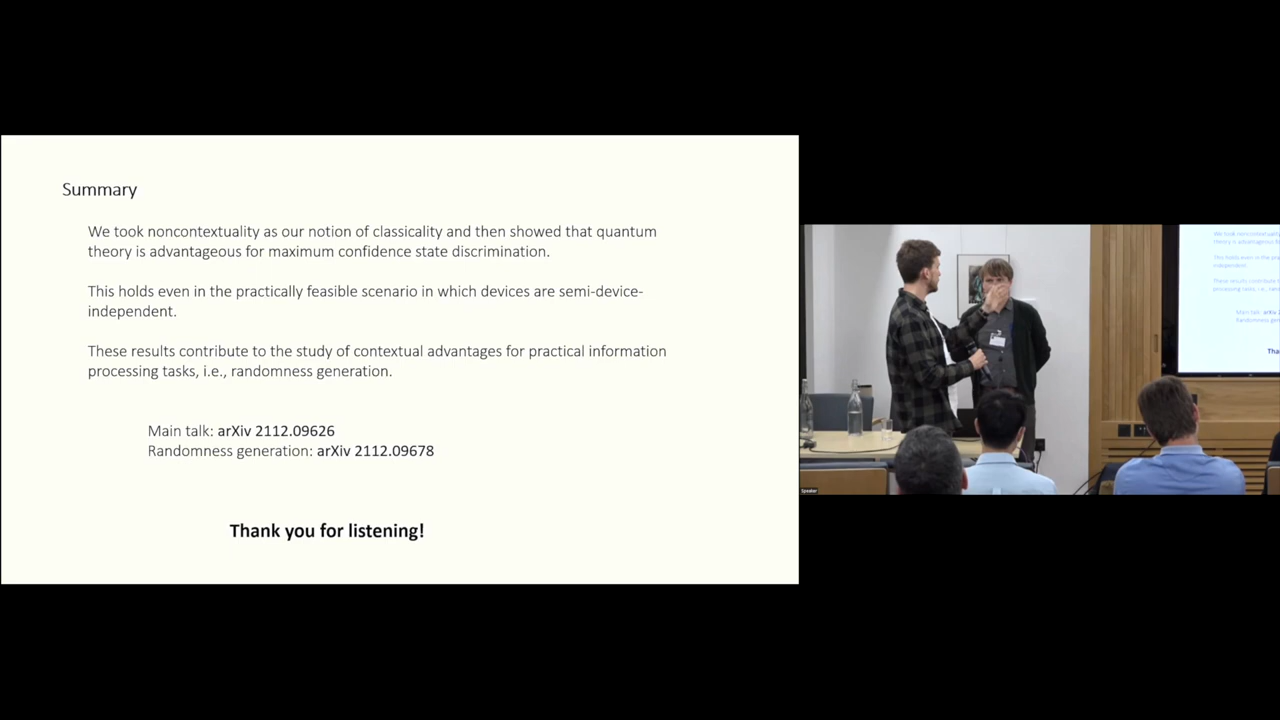 Summary
We took noncontextuality as our notion of classicality and then showed that quantum
theory is advantageous for maximum confidence state discrimination.
This holds even in the practically feasible scenario in which devices are semi-device-
independent.
These results contribute to the study of contextual advantages for practical information
processing tasks, i.e., randomness generation.
Main talk: arXiv 2112.09626
Randomness generation: arXiv 2112.09678
Thank you for listening!
Speaker